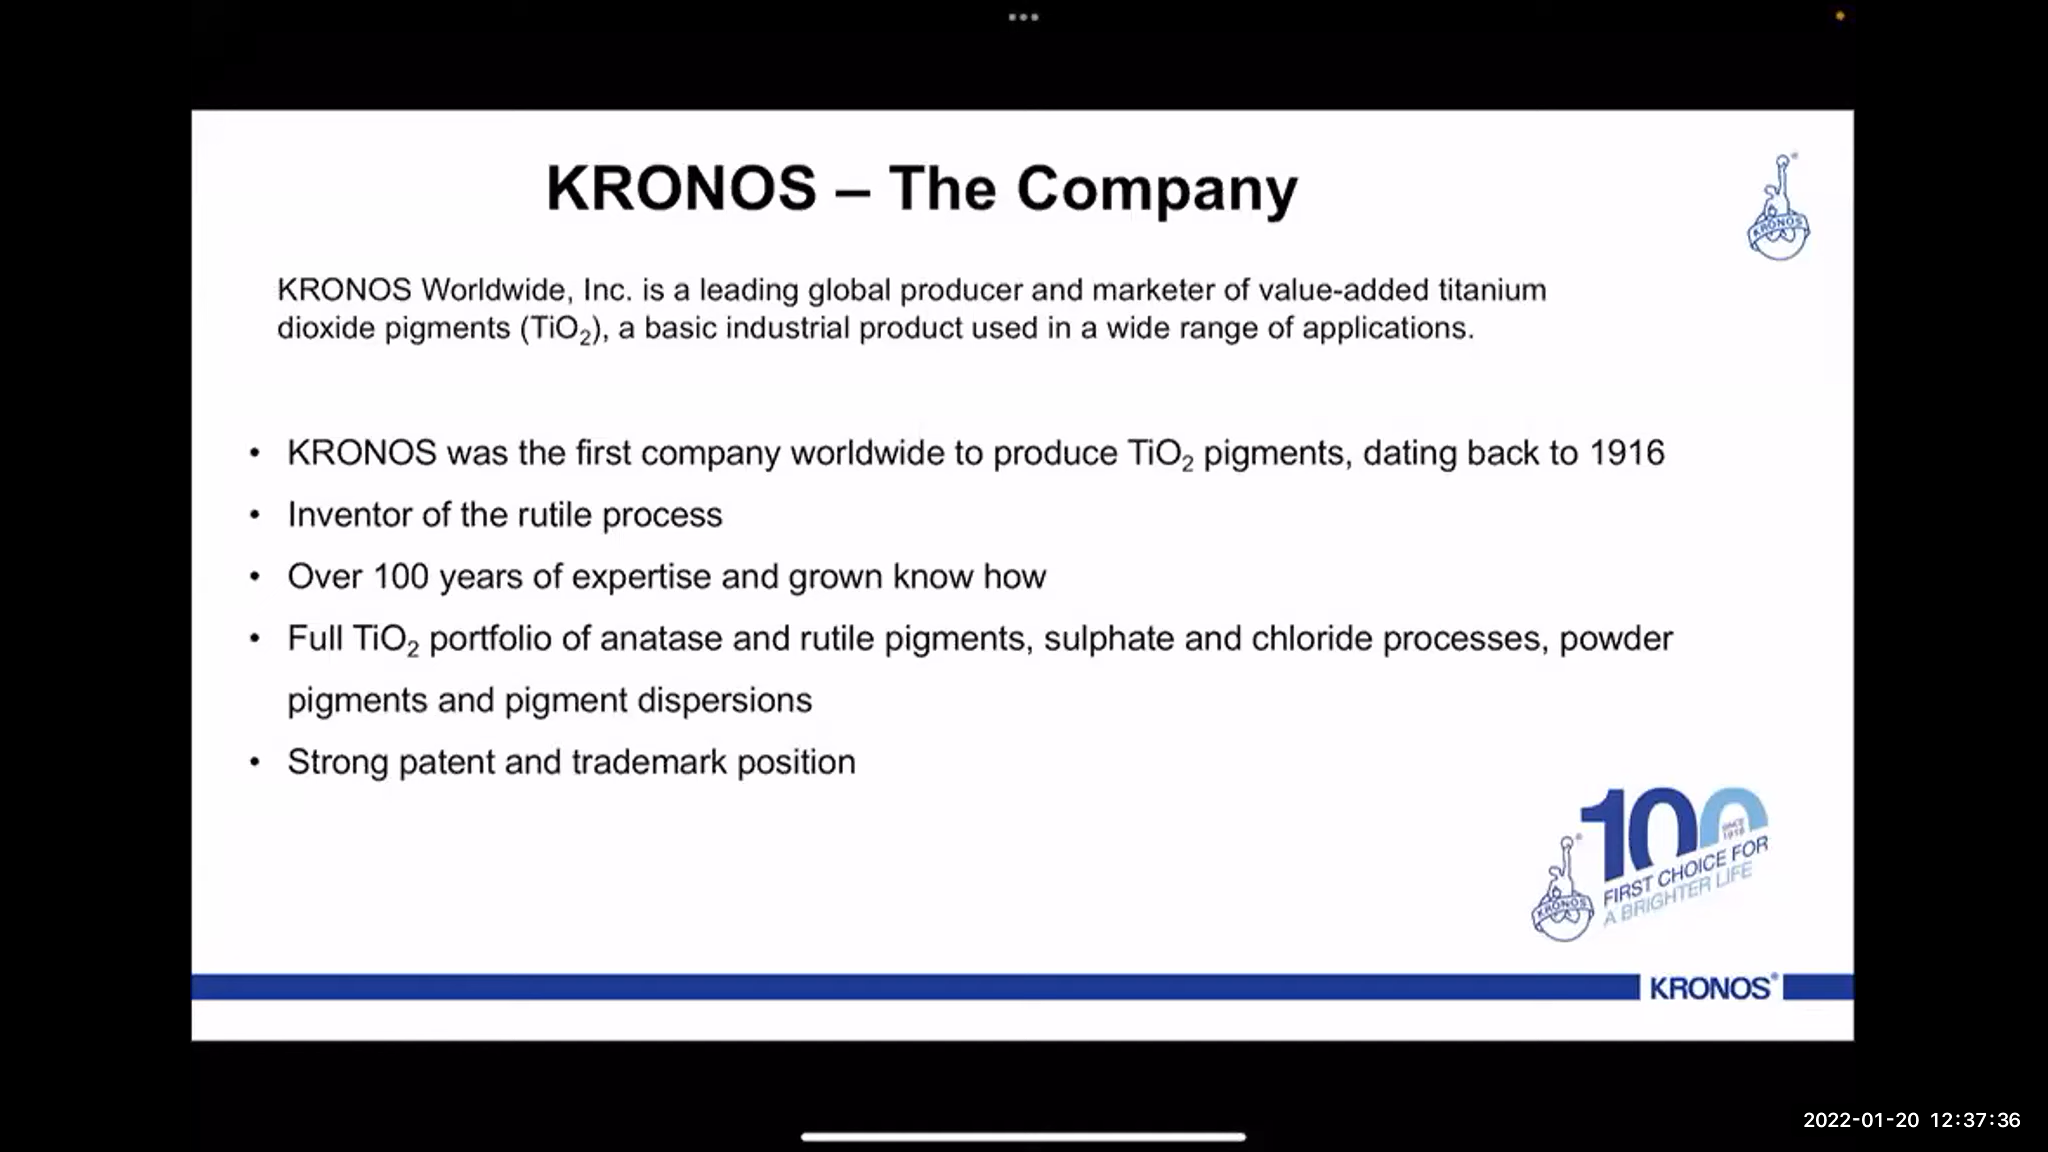 KRONOS – The Company
KRONOS
KRONOS Worldwide, Inc. is a leading global producer and marketer of value-added titanium
dioxide pigments (TiO₂), a basic industrial product used in a wide range of applications.
• KRONOS was the first company worldwide to produce TiO₂ pigments, dating back to 1916
• Inventor of the rutile process
• Over 100 years of expertise and grown know how
• Full TiO₂ portfolio of anatase and rutile pigments, sulphate and chloride processes, powder
pigments and pigment dispersions
• Strong patent and trademark position
100
SINCE
1916
FIRST CHOICE FOR
A BRIGHTER LIFE
KRONOS
KRONOS®
2022-01-20 12:37:36